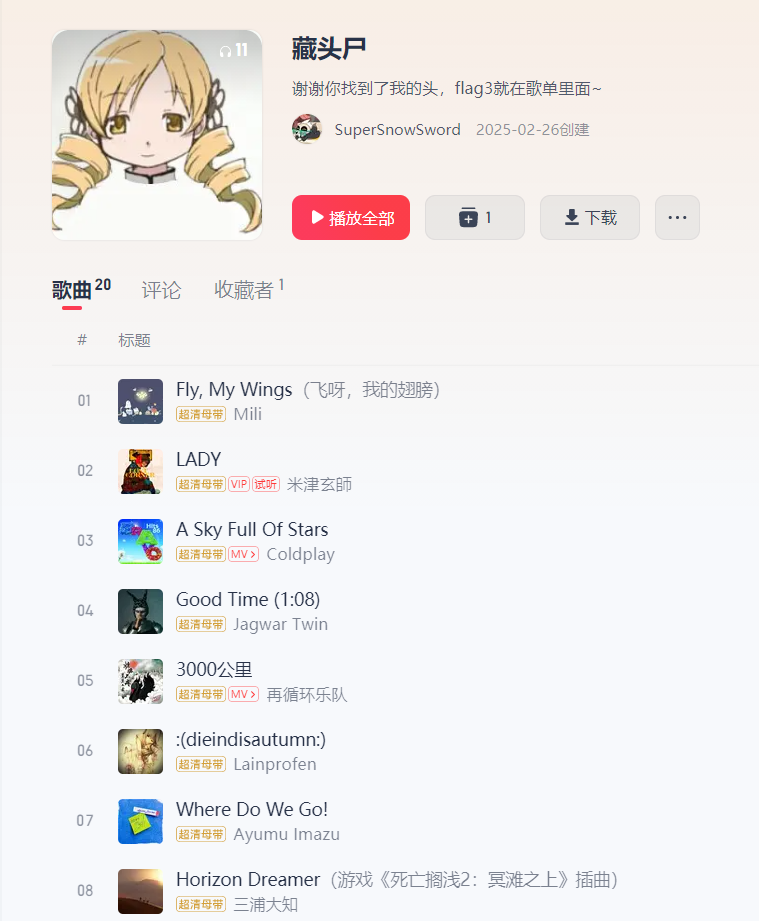 11
藏头尸
谢谢你找到了我的头，flag3就在歌单里面~
SuperSnowSword 2025-02-26创建
播放全部 1 下载 ...
歌曲 20 评论 收藏者 1
# 标题
01 Fly, My Wings（飞呀，我的翅膀）
超清母带 Mili
02 LADY
超清母带 VIP 试听 米津玄師
03 A Sky Full Of Stars
超清母带 MV > Coldplay
04 Good Time (1:08)
超清母带 Jagwar Twin
05 3000公里
超清母带 MV > 再循环乐队
06 :(dieindisautumn:)
超清母带 Lainprofen
07 Where Do We Go!
超清母带 Ayumu Imazu
08 Horizon Dreamer（游戏《死亡搁浅2：冥滩之上》插曲）
超清母带 三浦大知